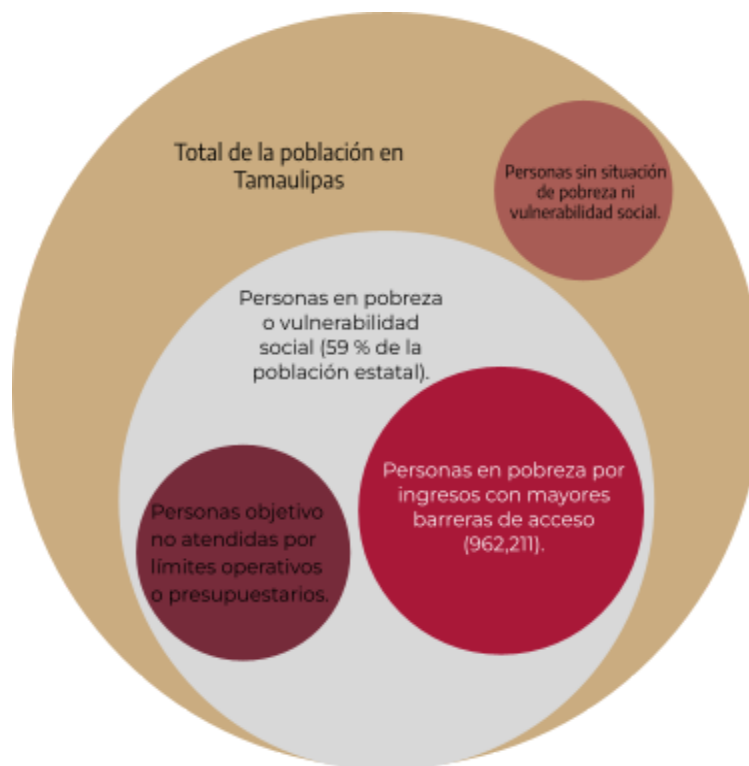 Total de la población en
Tamaulipas
Personas sin situación
de pobreza ni
vulnerabilidad social.
Personas en pobreza
o vulnerabilidad
social (59 % de la
población estatal).
Personas en pobreza por
ingresos con mayores
barreras de acceso
(962,211).
Personas objetivo
no atendidas por
límites operativos
o presupuestarios.